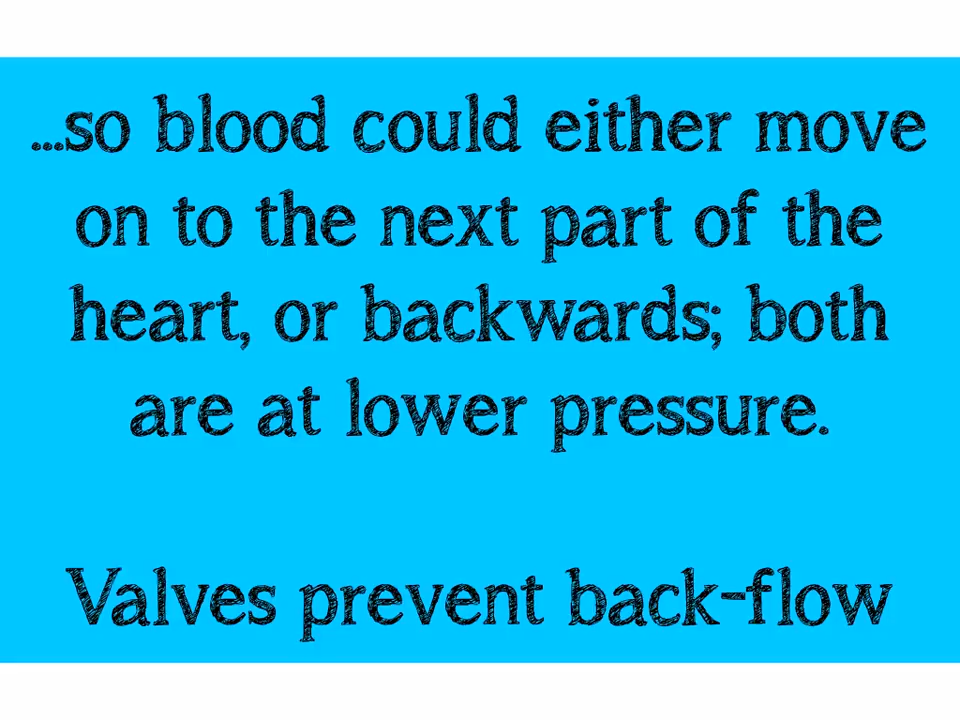 ...so blood could either move
on to the next part of the
heart, or backwards; both
are at lower pressure.
Valves prevent back-flow